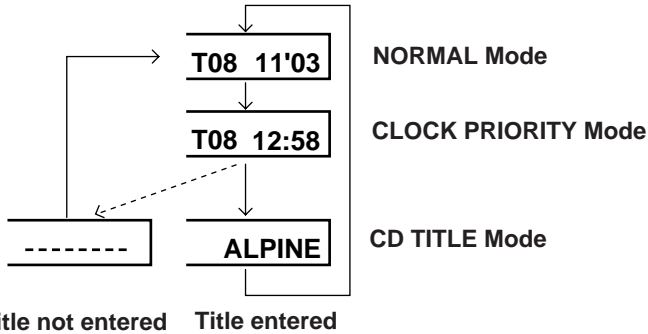 T08 11'03 NORMAL Mode
T08 12:58 CLOCK PRIORITY Mode
-------- ALPINE CD TITLE Mode
itle not entered Title entered